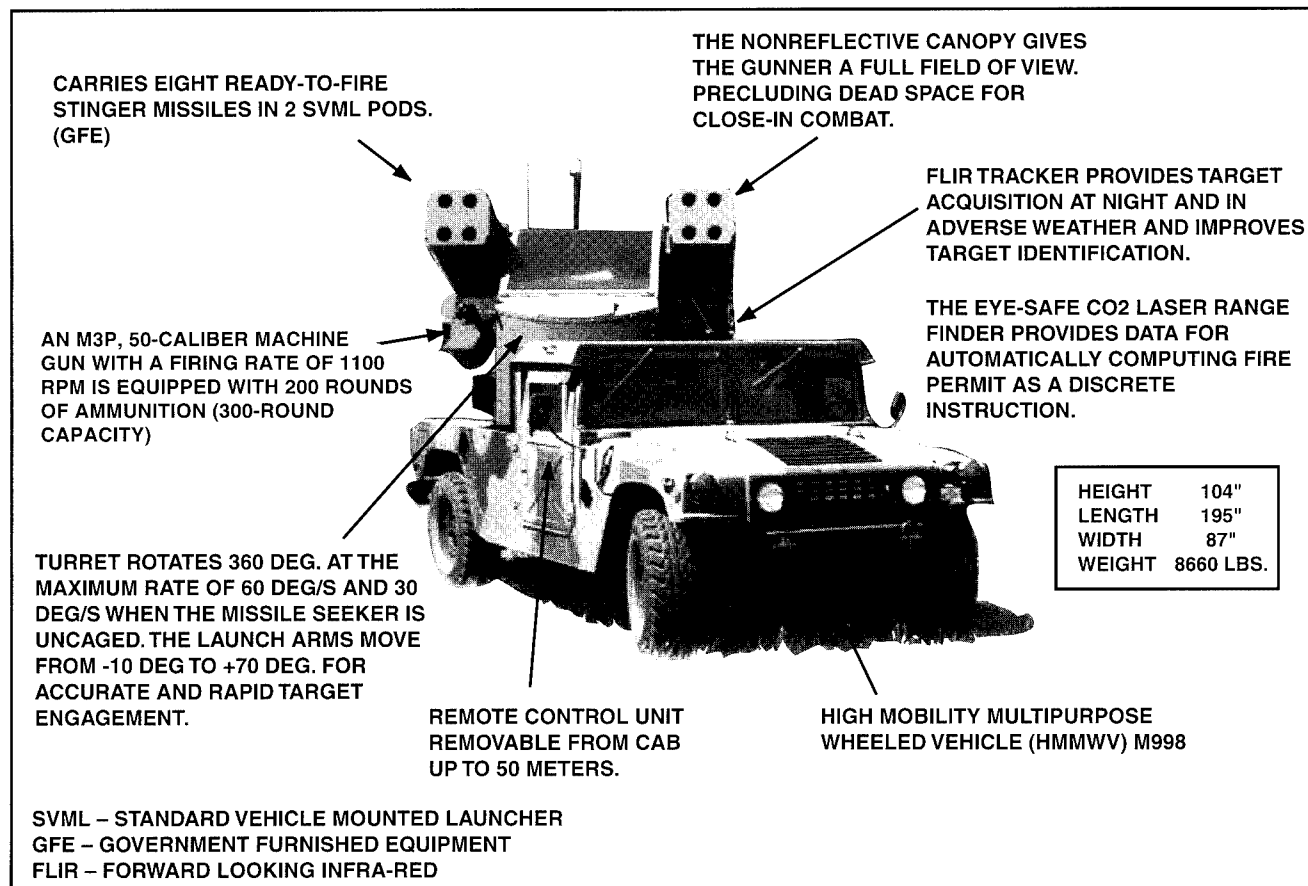 CARRIES EIGHT READY-TO-FIRE
STINGER MISSILES IN 2 SVML PODS.
(GFE)
THE NONREFLECTIVE CANOPY GIVES
THE GUNNER A FULL FIELD OF VIEW.
PRECLUDING DEAD SPACE FOR
CLOSE-IN COMBAT.
FLIR TRACKER PROVIDES TARGET
ACQUISITION AT NIGHT AND IN
ADVERSE WEATHER AND IMPROVES
TARGET IDENTIFICATION.
AN M3P, 50-CALIBER MACHINE
GUN WITH A FIRING RATE OF 1100
RPM IS EQUIPPED WITH 200 ROUNDS
OF AMMUNITION (300-ROUND
CAPACITY)
THE EYE-SAFE CO2 LASER RANGE
FINDER PROVIDES DATA FOR
AUTOMATICALLY COMPUTING FIRE
PERMIT AS A DISCRETE
INSTRUCTION.
HEIGHT 104"
LENGTH 195"
WIDTH 87"
WEIGHT 8660 LBS.
TURRET ROTATES 360 DEG. AT THE
MAXIMUM RATE OF 60 DEG/S AND 30
DEG/S WHEN THE MISSILE SEEKER IS
UNCAGED. THE LAUNCH ARMS MOVE
FROM -10 DEG TO +70 DEG. FOR
ACCURATE AND RAPID TARGET
ENGAGEMENT.
REMOTE CONTROL UNIT
REMOVABLE FROM CAB
UP TO 50 METERS.
HIGH MOBILITY MULTIPURPOSE
WHEELED VEHICLE (HMMWV) M998
SVML – STANDARD VEHICLE MOUNTED LAUNCHER
GFE – GOVERNMENT FURNISHED EQUIPMENT
FLIR – FORWARD LOOKING INFRA-RED